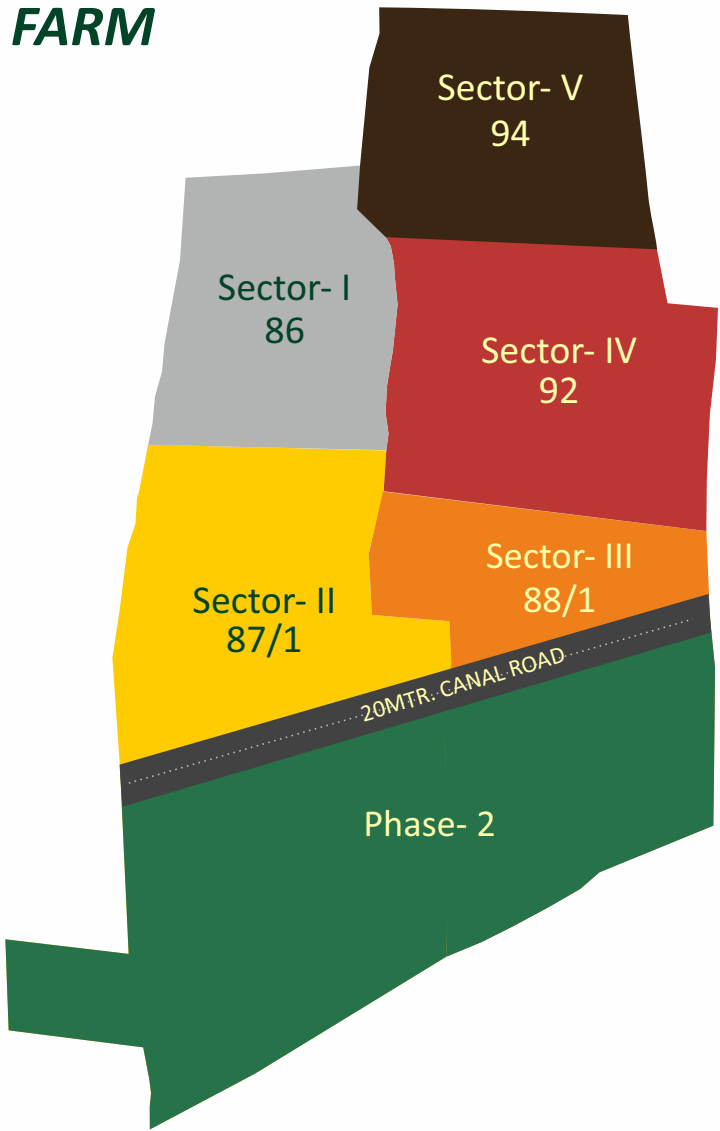 FARM
Sector- V
94
Sector- I
86
Sector- IV
92
Sector- III
88/1
Sector- II
87/1
20MTR. CANAL ROAD
Phase- 2